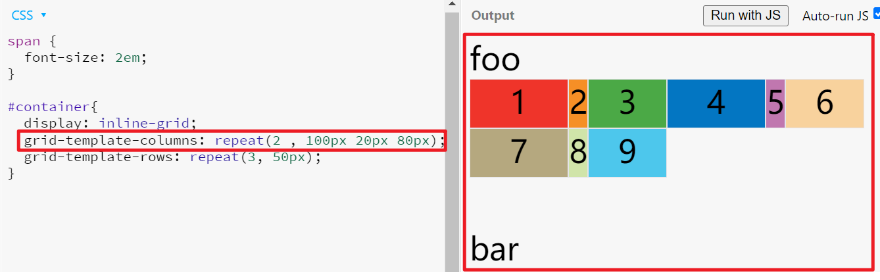 CSS
span {
font-size: 2em;
}
#container{
display: inline-grid;
grid-template-columns: repeat(2 , 100px 20px 80px);
grid-template-rows: repeat(3, 50px);
}
Output
Run with JS
Auto-run JS
foo
1 2 3 4 5 6
7 8 9
bar